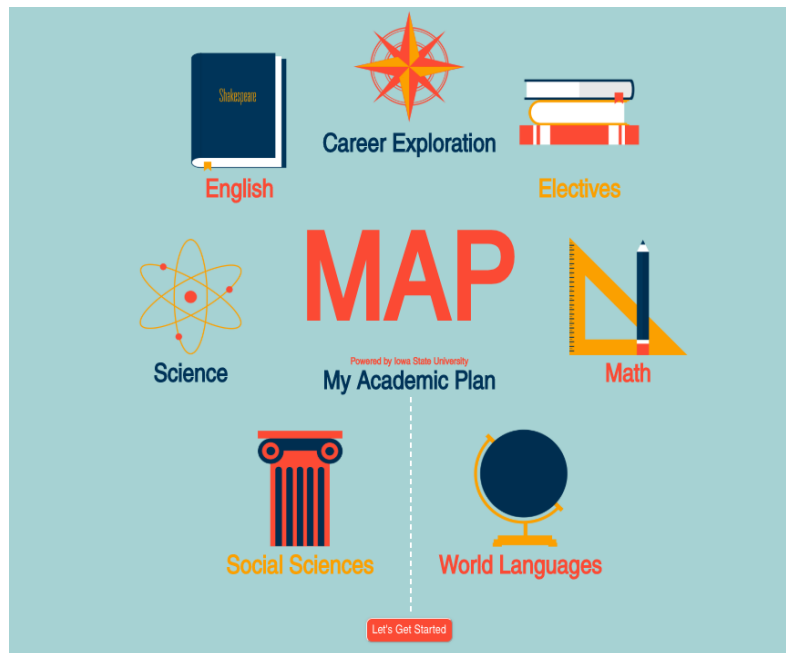 Shakespeare
Career Exploration
English
Electives
MAP
Powered by Iowa State University
My Academic Plan
Science
Math
Social Sciences
World Languages
Let's Get Started